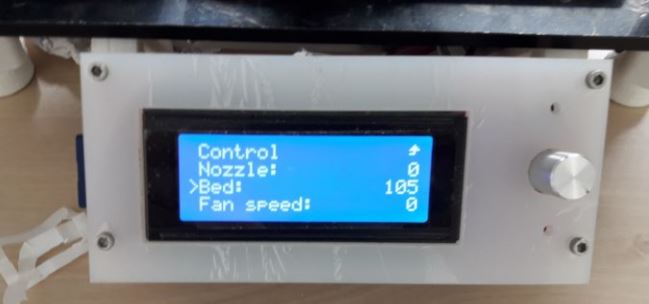 Control
Nozzle: 0
>Bed: 105
Fan speed: 0